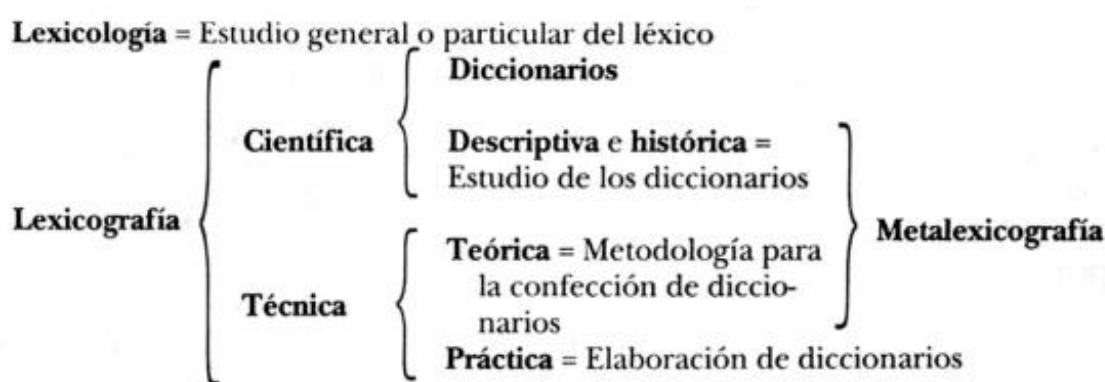 Lexicología = Estudio general o particular del léxico
Diccionarios
Científica
Descriptiva e histórica =
Estudio de los diccionarios
Lexicografía
Metalexicografía
Teórica = Metodología para
la confección de diccio-
narios
Técnica
Práctica = Elaboración de diccionarios